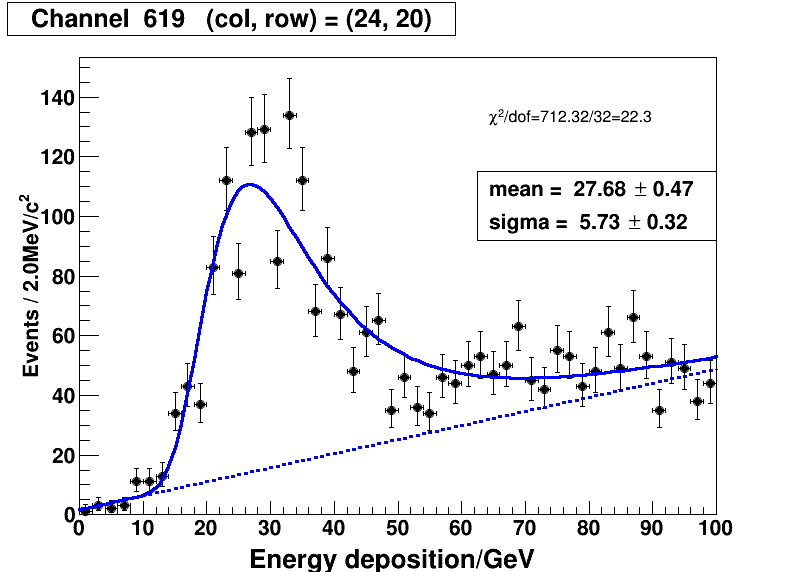 Channel 619 (col, row) = (24, 20)
χ²/dof=712.32/32=22.3
mean = 27.68 ± 0.47
sigma = 5.73 ± 0.32
Events / 2.0MeV/c²
140
120
100
80
60
40
20
0
0 10 20 30 40 50 60 70 80 90 100
Energy deposition/GeV